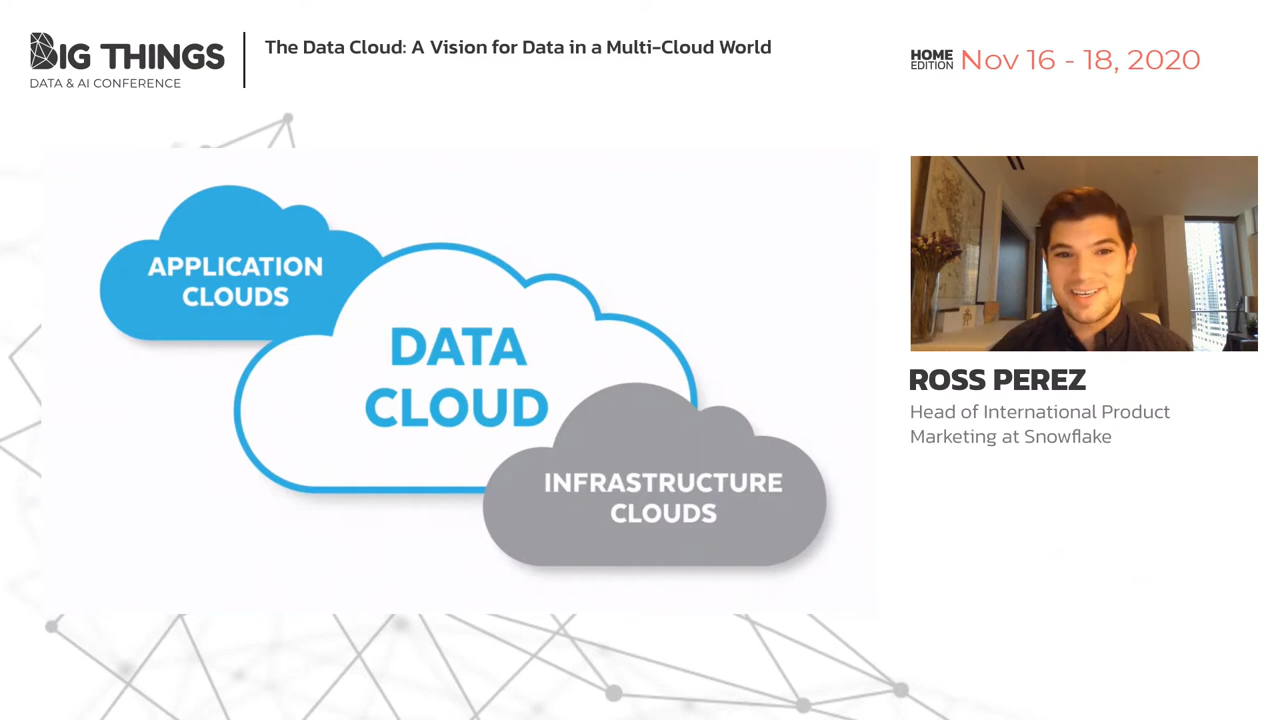 BIG THINGS
DATA & AI CONFERENCE
The Data Cloud: A Vision for Data in a Multi-Cloud World
HOME
EDITION
Nov 16 - 18, 2020
APPLICATION
CLOUDS
DATA
CLOUD
INFRASTRUCTURE
CLOUDS
ROSS PEREZ
Head of International Product
Marketing at Snowflake